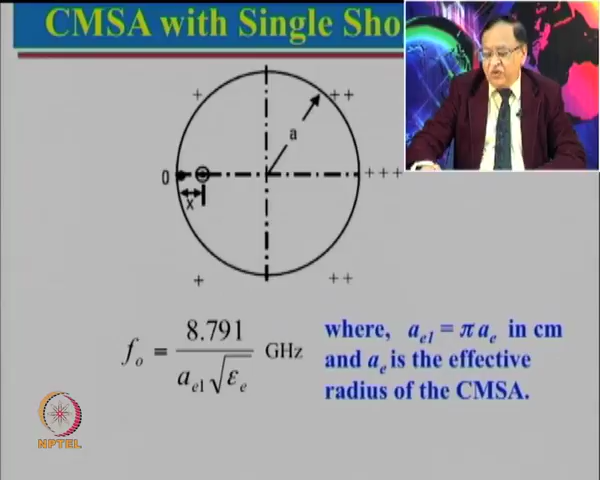 CMSA with Single Sho
+ ++
a
0 +++
x
+ ++
f_o = 8.791 / (a_e1 √ε_e) GHz
where, a_e1 = π a_e in cm
and a_e is the effective
radius of the CMSA.
NPTEL